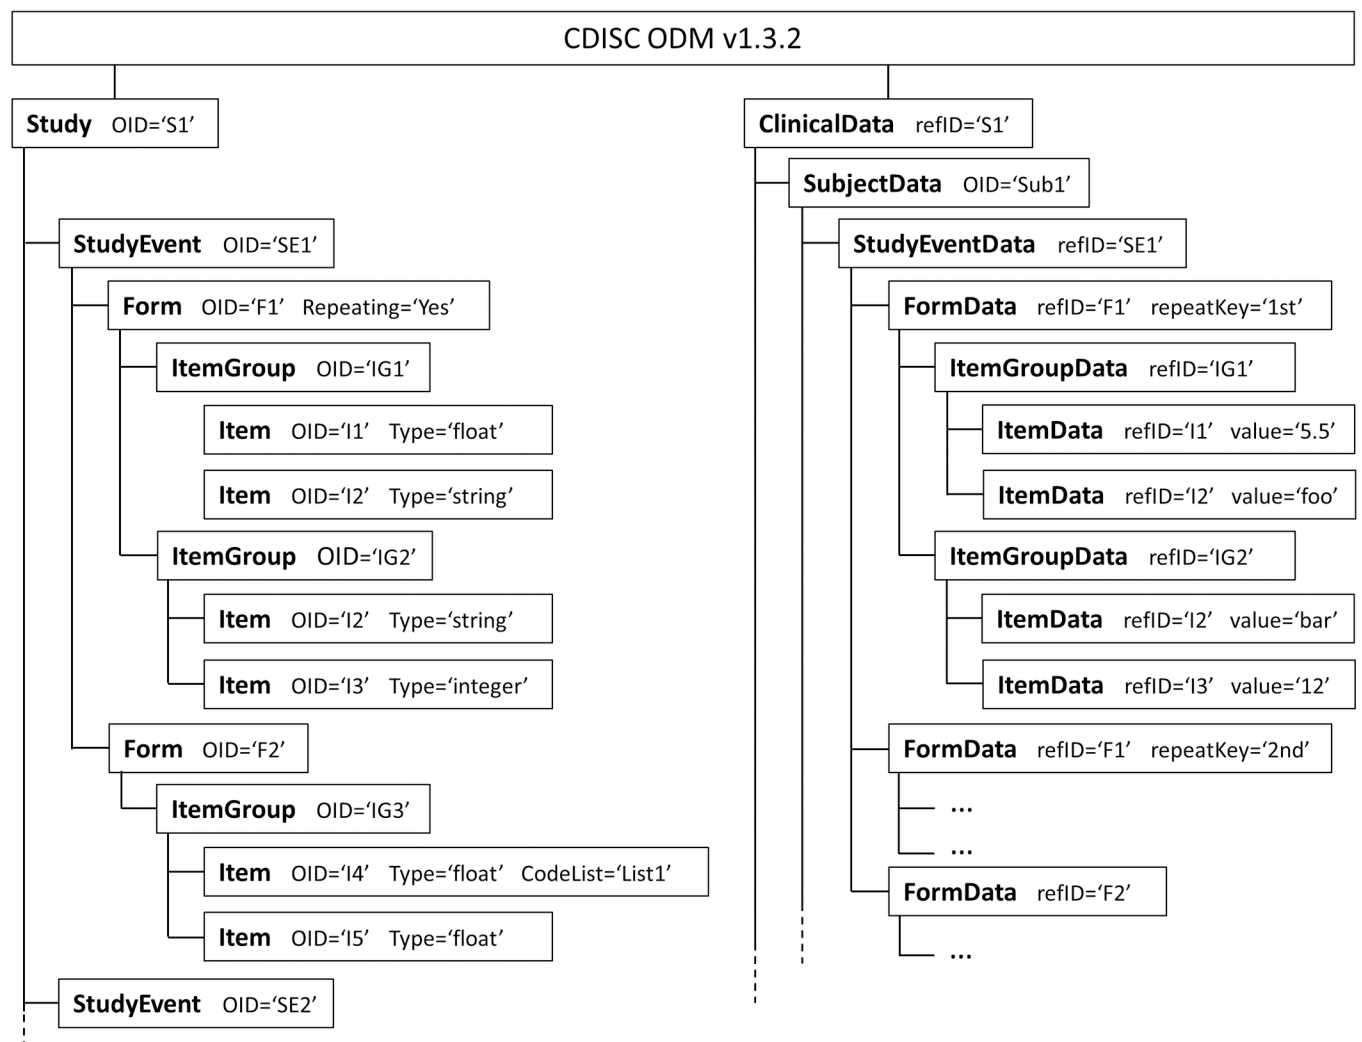 CDISC ODM v1.3.2
Study OID=‘S1’
StudyEvent OID=‘SE1’
Form OID=‘F1’ Repeating=‘Yes’
ItemGroup OID=‘IG1’
Item OID=‘I1’ Type=‘float’
Item OID=‘I2’ Type=‘string’
ItemGroup OID=‘IG2’
Item OID=‘I2’ Type=‘string’
Item OID=‘I3’ Type=‘integer’
Form OID=‘F2’
ItemGroup OID=‘IG3’
Item OID=‘I4’ Type=‘float’ CodeList=‘List1’
Item OID=‘I5’ Type=‘float’
StudyEvent OID=‘SE2’
ClinicalData refID=‘S1’
SubjectData OID=‘Sub1’
StudyEventData refID=‘SE1’
FormData refID=‘F1’ repeatKey=‘1st’
ItemGroupData refID=‘IG1’
ItemData refID=‘I1’ value=‘5.5’
ItemData refID=‘I2’ value=‘foo’
ItemGroupData refID=‘IG2’
ItemData refID=‘I2’ value=‘bar’
ItemData refID=‘I3’ value=‘12’
FormData refID=‘F1’ repeatKey=‘2nd’
...
...
FormData refID=‘F2’
...